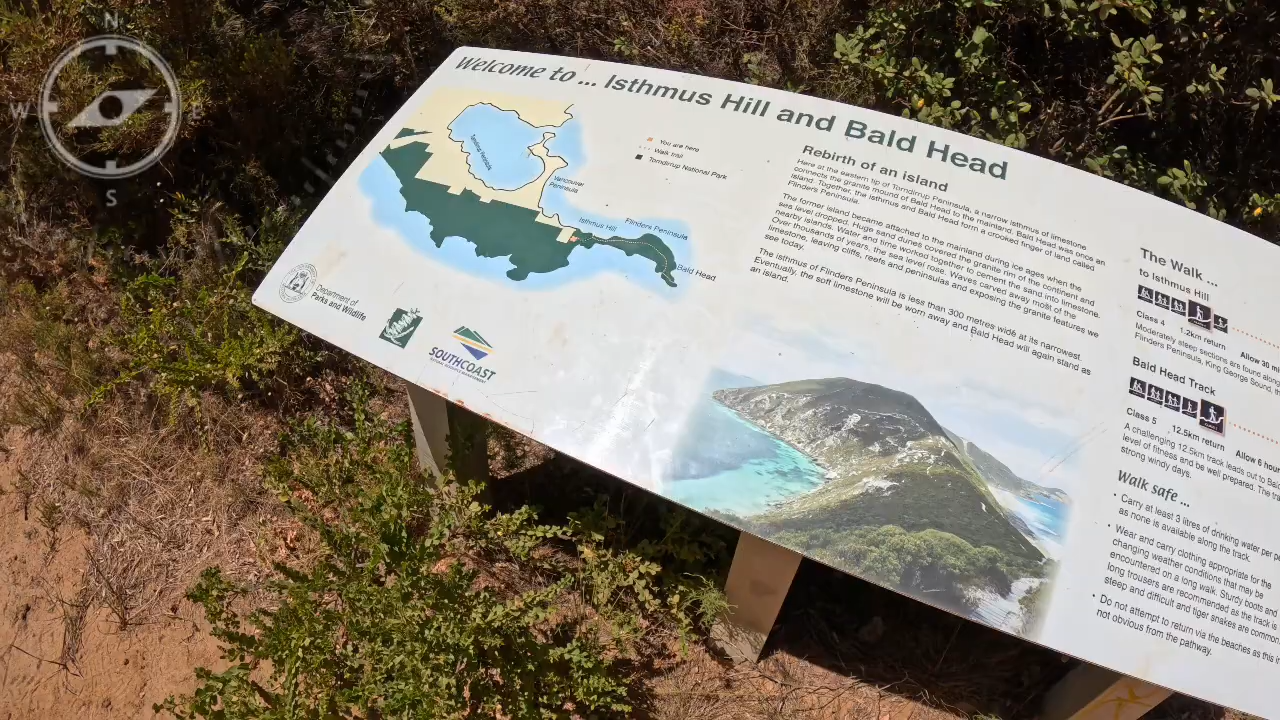 N
W
S
Welcome to ... Isthmus Hill and Bald Head
You are here
Walk trail
Torndirrup National Park
Vancouver
Peninsula
Isthmus Hill
Flinders Peninsula
Bald Head
Department of
Parks and Wildlife
SOUTHCOAST
Rebirth of an island
Here at the eastern tip of Torndirrup Peninsula, a narrow isthmus of limestone
connects the granite mound of Bald Head to the mainland. Bald Head was once an
island. Together, the isthmus and Bald Head form a crooked finger of land called
Flinders Peninsula.
The former island became attached to the mainland during ice ages when the
sea level dropped. Huge sand dunes covered the granite rim of the continent and
nearby islands. Water and time worked together to cement the sand into limestone.
Over thousands of years, the sea level rose. Waves carved away most of the
limestone, leaving cliffs, reefs and peninsulas and exposing the granite features we
see today.
The isthmus of Flinders Peninsula is less than 300 metres wide at its narrowest.
Eventually, the soft limestone will be worn away and Bald Head will again stand as
an island.
The Walk ...
to Isthmus Hill
Class 4 1.2km return Allow 30 mi
Moderately steep sections are found along
Flinders Peninsula, King George Sound, th
Bald Head Track
Class 5 12.5km return Allow 6 hou
A challenging 12.5km track leads out to Bald
level of fitness and be well prepared. The
strong windy days.
Walk safe ...
• Carry at least 3 litres of drinking water per
as none is available along the track.
• Wear and carry clothing appropriate for the
changing weather conditions that may be
encountered on a long walk. Sturdy boots and
long trousers are recommended as the track is
steep and difficult and tiger snakes are common
• Do not attempt to return via the beaches as this
not obvious from the pathway.